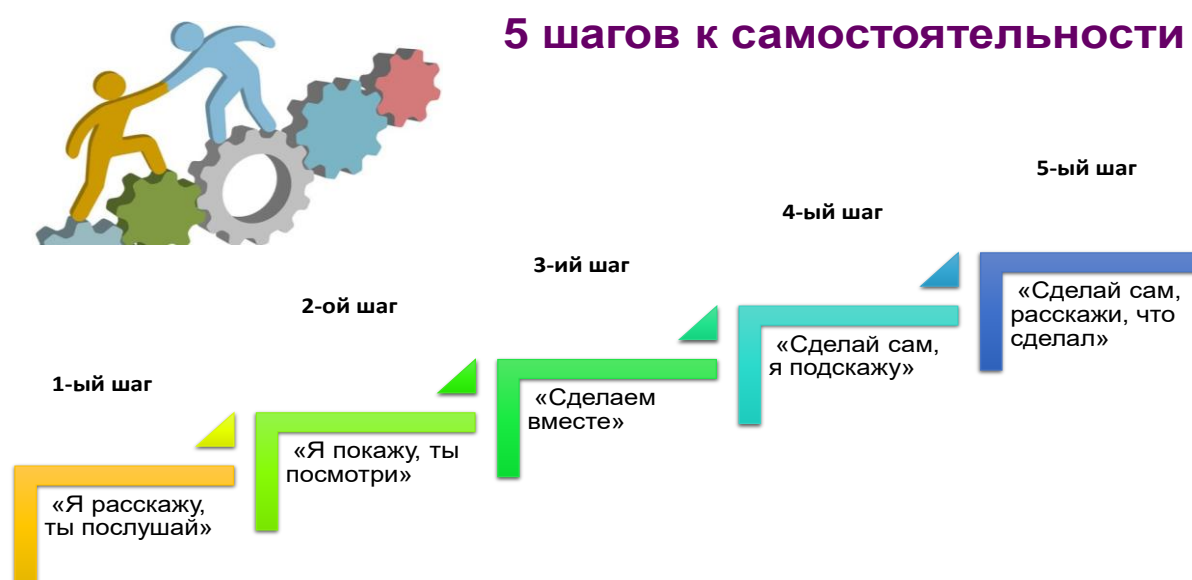 5 шагов к самостоятельности
1-ый шаг
«Я расскажу,
ты послушай»
2-ой шаг
«Я покажу, ты
посмотри»
3-ий шаг
«Сделаем
вместе»
4-ый шаг
«Сделай сам,
я подскажу»
5-ый шаг
«Сделай сам,
расскажи, что
сделал»